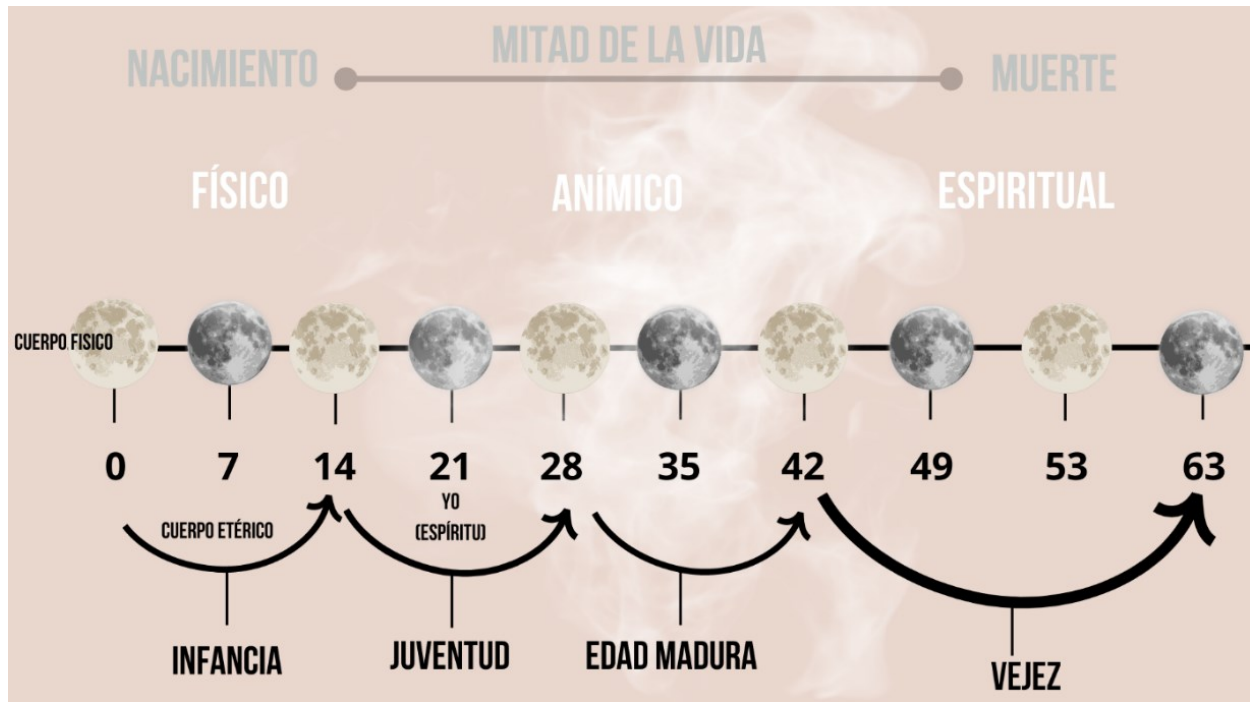 NACIMIENTO
MITAD DE LA VIDA
MUERTE
FÍSICO
ANÍMICO
ESPIRITUAL
CUERPO FISICO
0 7 14 21 28 35 42 49 53 63
YO
(ESPÍRITU)
CUERPO ETÉRICO
INFANCIA
JUVENTUD
EDAD MADURA
VEJEZ